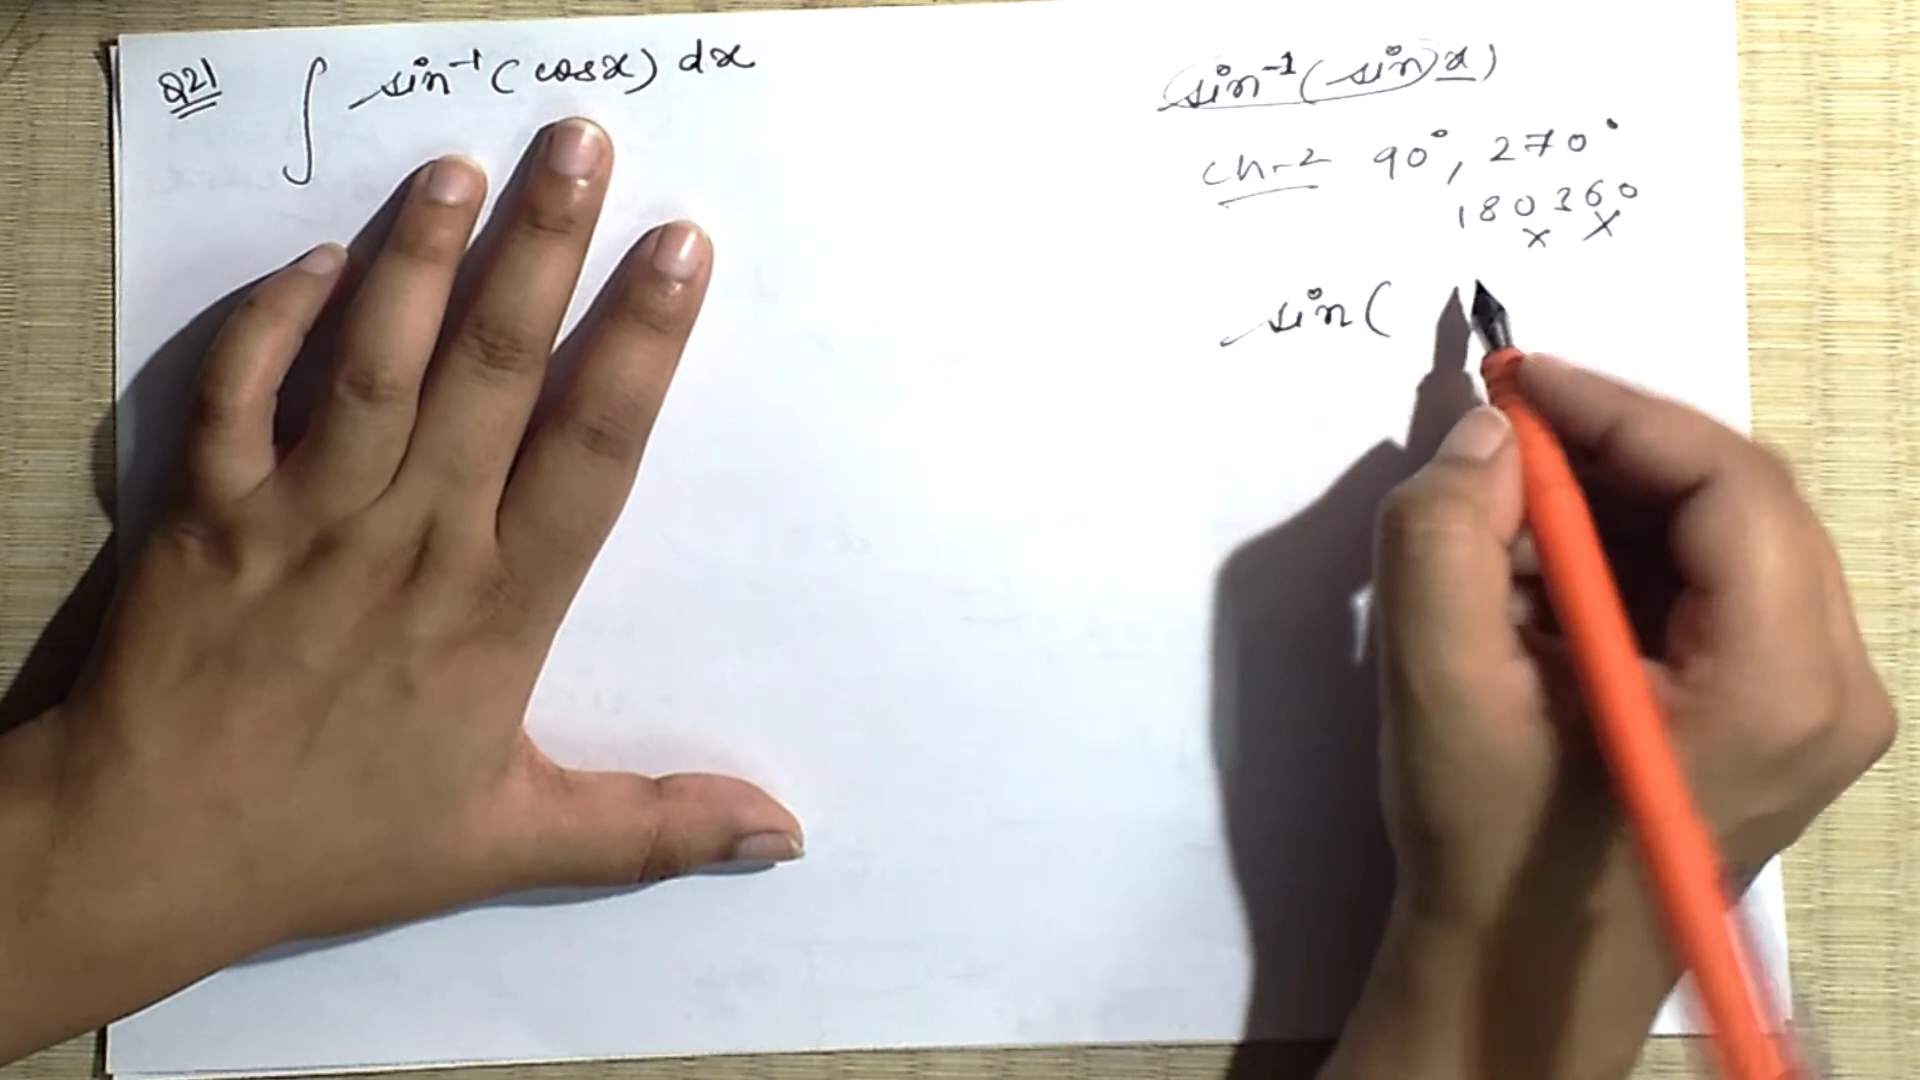 Q21 ∫ sin⁻¹(cosx) dx
sin⁻¹(sin)x)
ch-2 90°, 270°
180 360
x x
sin(